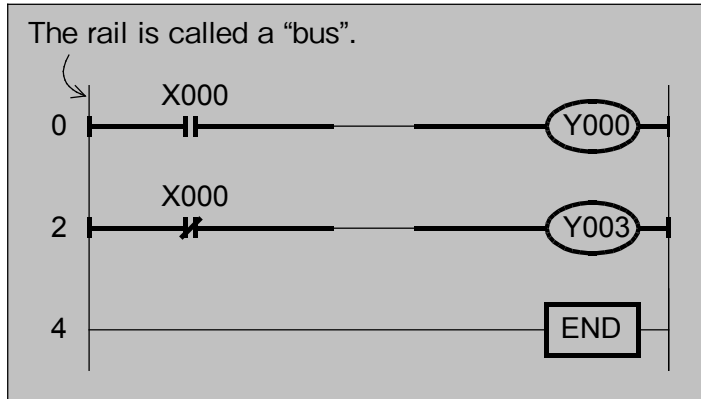 The rail is called a “bus”.
X000
0 Y000
X000
2 Y003
4 END